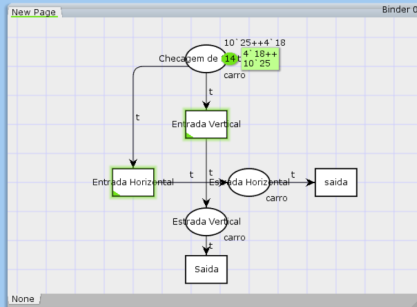 New Page
Binder 0
10`25++4`18
Checagem de
14
4`18++
10`25
carro
t
t
Entrada Vertical
t
t
t
Entrada Horizontal
Estrada Horizontal
saida
carro
Estrada Vertical
carro
t
Saida
None